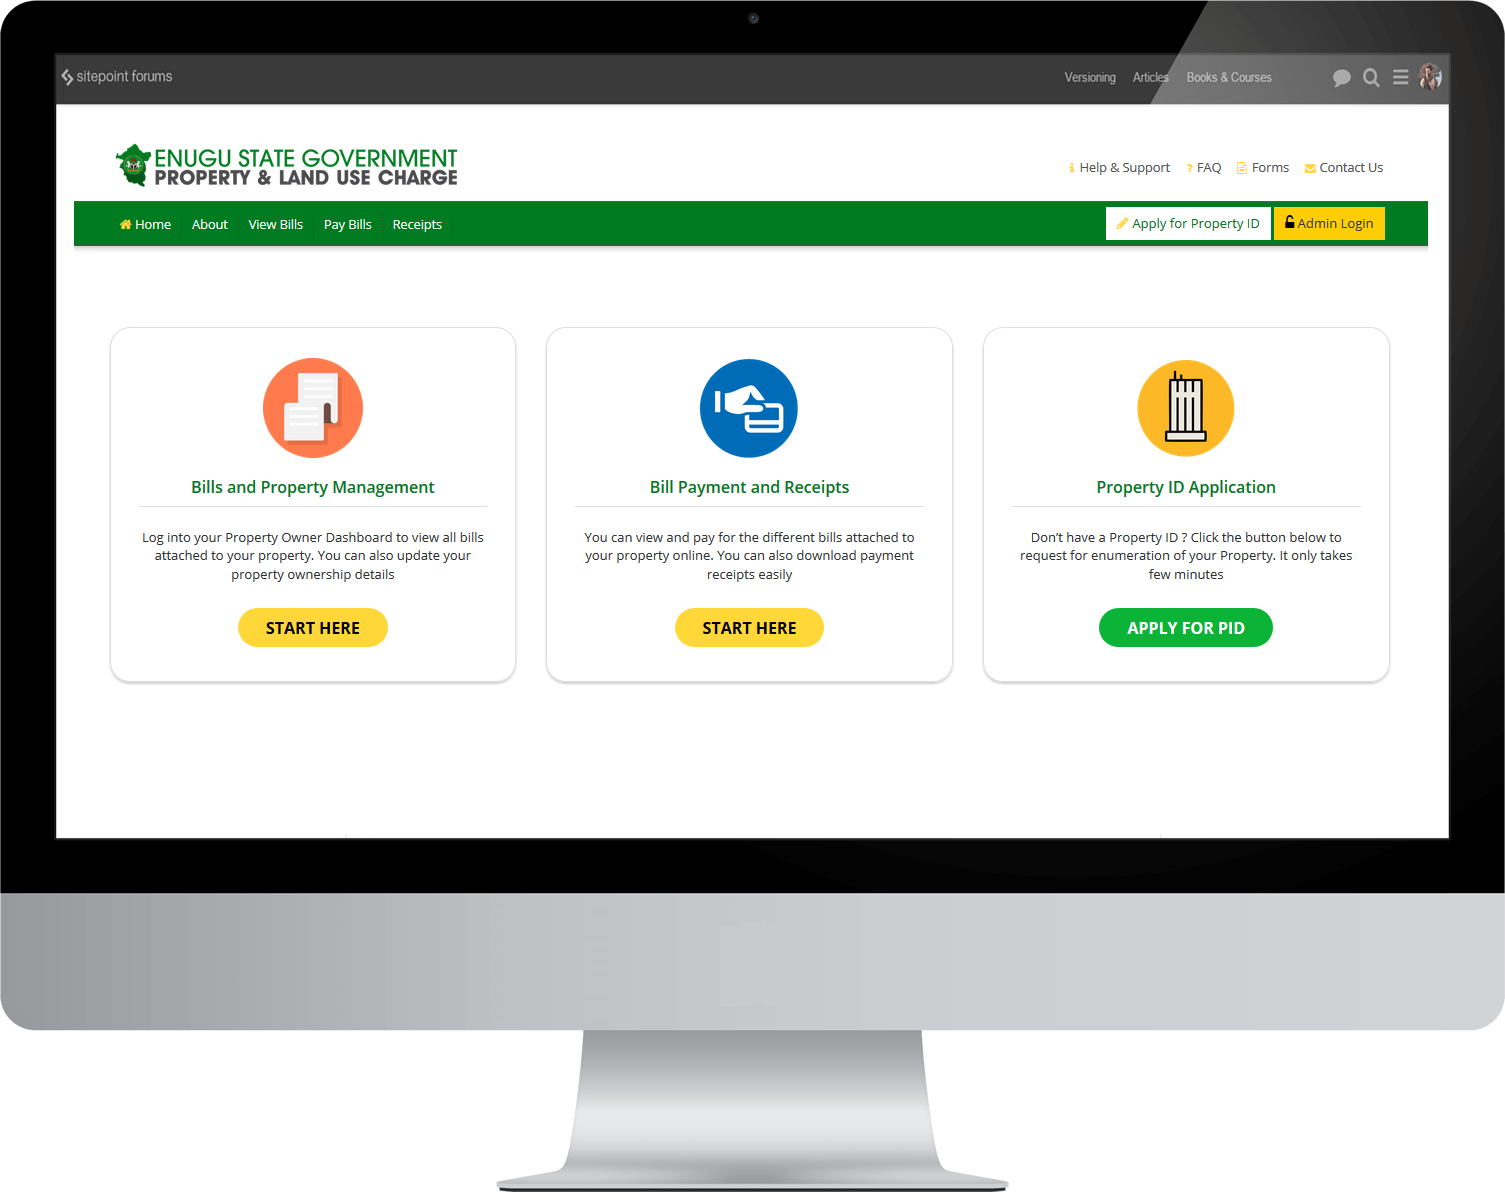 sitepoint forums
Versioning Articles Books & Courses
ENUGU STATE GOVERNMENT
PROPERTY & LAND USE CHARGE
Help & Support FAQ Forms Contact Us
Home About View Bills Pay Bills Receipts
Apply for Property ID Admin Login
Bills and Property Management
Log into your Property Owner Dashboard to view all bills
attached to your property. You can also update your
property ownership details
START HERE
Bill Payment and Receipts
You can view and pay for the different bills attached to
your property online. You can also download payment
receipts easily
START HERE
Property ID Application
Don’t have a Property ID ? Click the button below to
request for enumeration of your Property. It only takes
few minutes
APPLY FOR PID